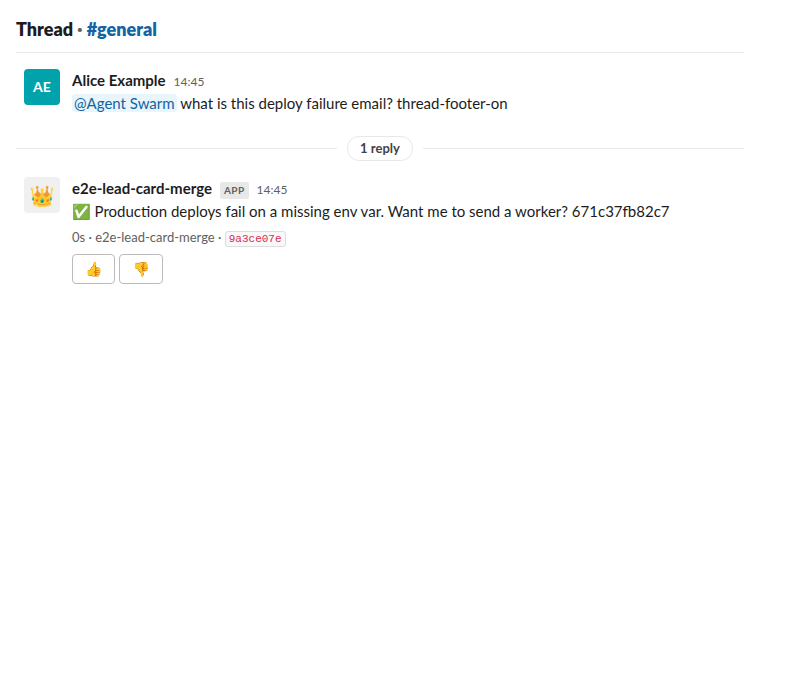 Thread • #general
AE
Alice Example 14:45
@Agent Swarm what is this deploy failure email? thread-footer-on
1 reply
e2e-lead-card-merge APP 14:45
✅ Production deploys fail on a missing env var. Want me to send a worker? 671c37fb82c7
0s · e2e-lead-card-merge · 9a3ce07e
👍 👎